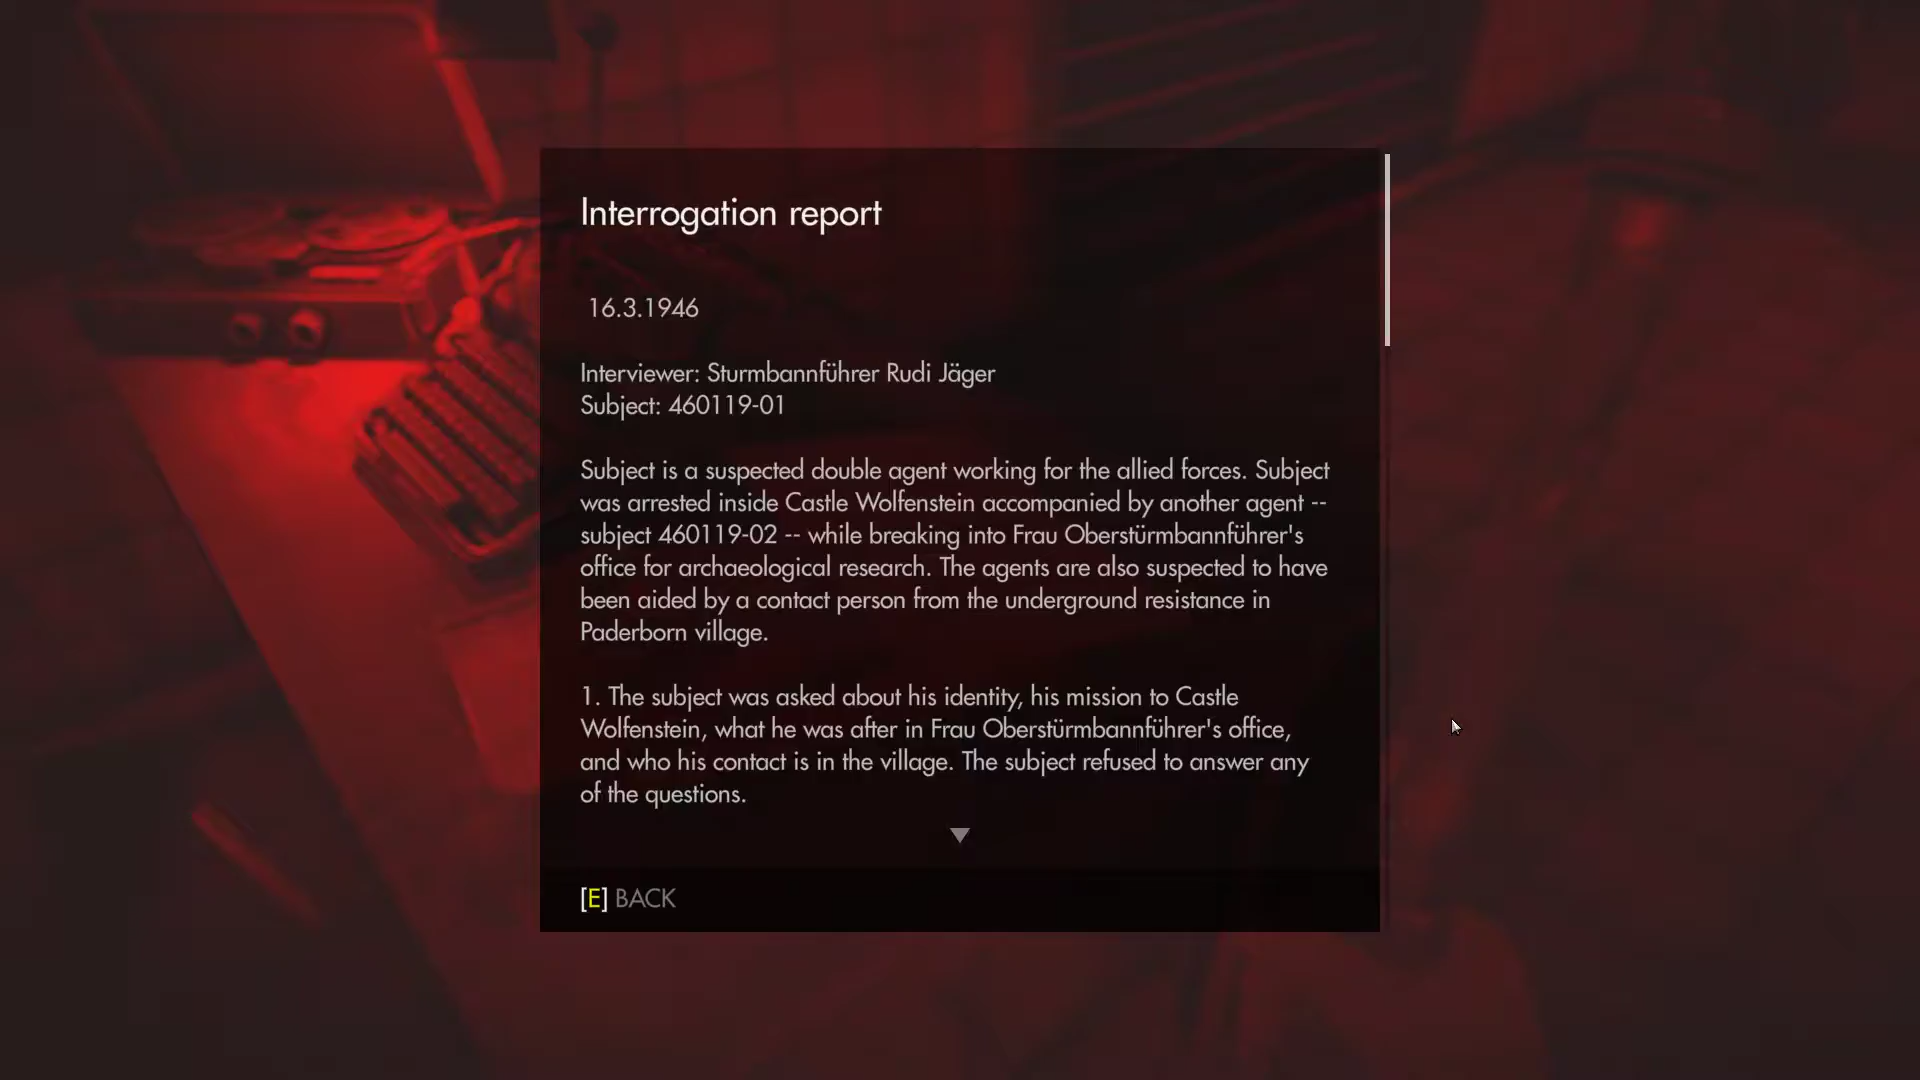 Interrogation report
16.3.1946
Interviewer: Sturmbannführer Rudi Jäger
Subject: 460119-01
Subject is a suspected double agent working for the allied forces. Subject
was arrested inside Castle Wolfenstein accompanied by another agent --
subject 460119-02 -- while breaking into Frau Oberstürmbannführer's
office for archaeological research. The agents are also suspected to have
been aided by a contact person from the underground resistance in
Paderborn village.
1. The subject was asked about his identity, his mission to Castle
Wolfenstein, what he was after in Frau Oberstürmbannführer's office,
and who his contact is in the village. The subject refused to answer any
of the questions.
[E] BACK